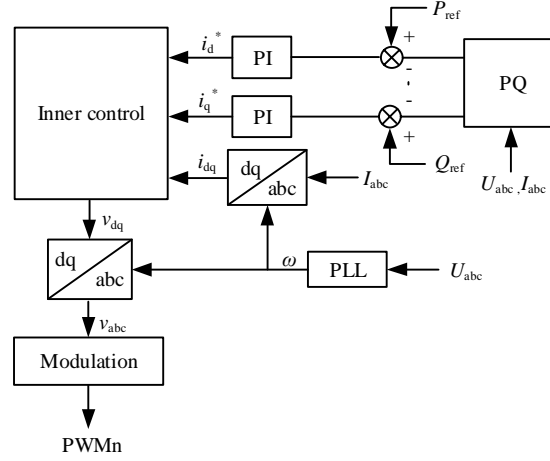 P_ref
+
i_d^*
PI
-
PQ
Inner control
-
i_q^*
PI
+
i_dq
dq
abc
I_abc
Q_ref
U_abc,I_abc
v_dq
dq
abc
ω
PLL
U_abc
v_abc
Modulation
PWMn